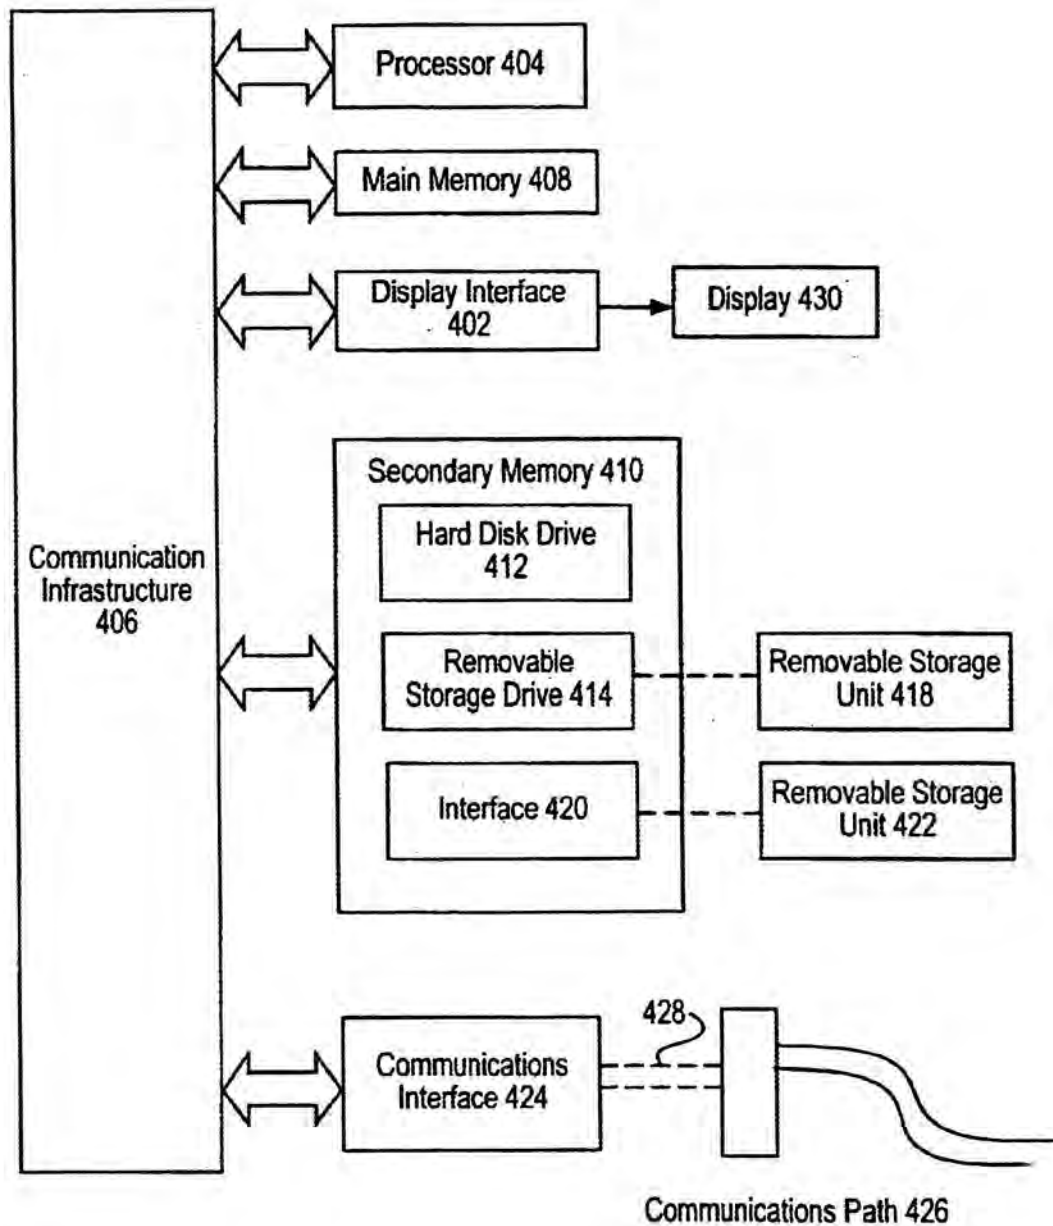 Processor 404
Main Memory 408
Display Interface
402
Display 430
Secondary Memory 410
Hard Disk Drive
412
Communication
Infrastructure
406
Removable
Storage Drive 414
Removable Storage
Unit 418
Interface 420
Removable Storage
Unit 422
428
Communications
Interface 424
Communications Path 426